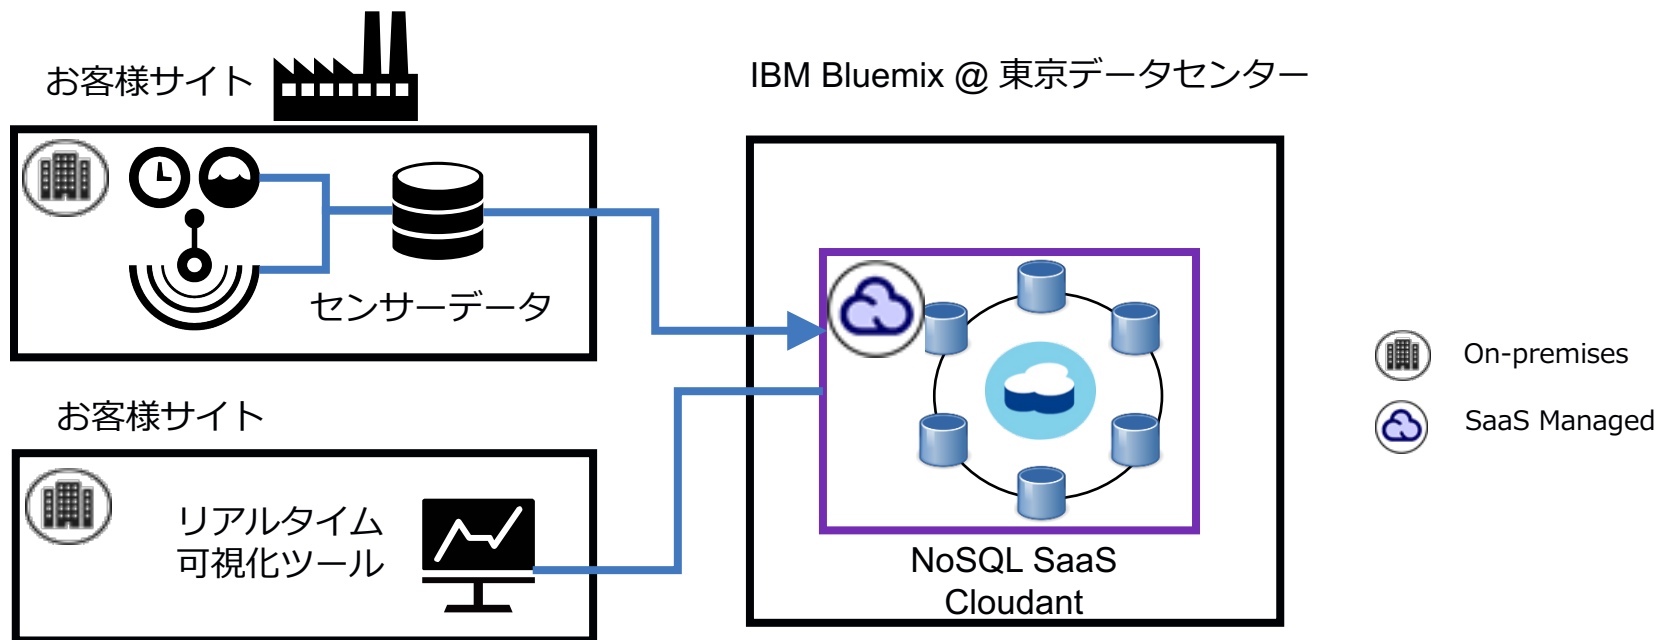 お客様サイト
IBM Bluemix @ 東京データセンター
センサーデータ
お客様サイト
リアルタイム
可視化ツール
NoSQL SaaS
Cloudant
On-premises
SaaS Managed